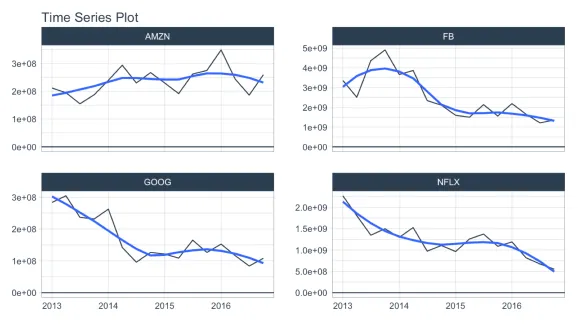 Time Series Plot
AMZN
FB
3e+08
2e+08
1e+08
0e+00
5e+09
4e+09
3e+09
2e+09
1e+09
0e+00
GOOG
NFLX
3e+08
2e+08
1e+08
0e+00
2.0e+09
1.5e+09
1.0e+09
5.0e+08
0.0e+00
2013 2014 2015 2016
2013 2014 2015 2016